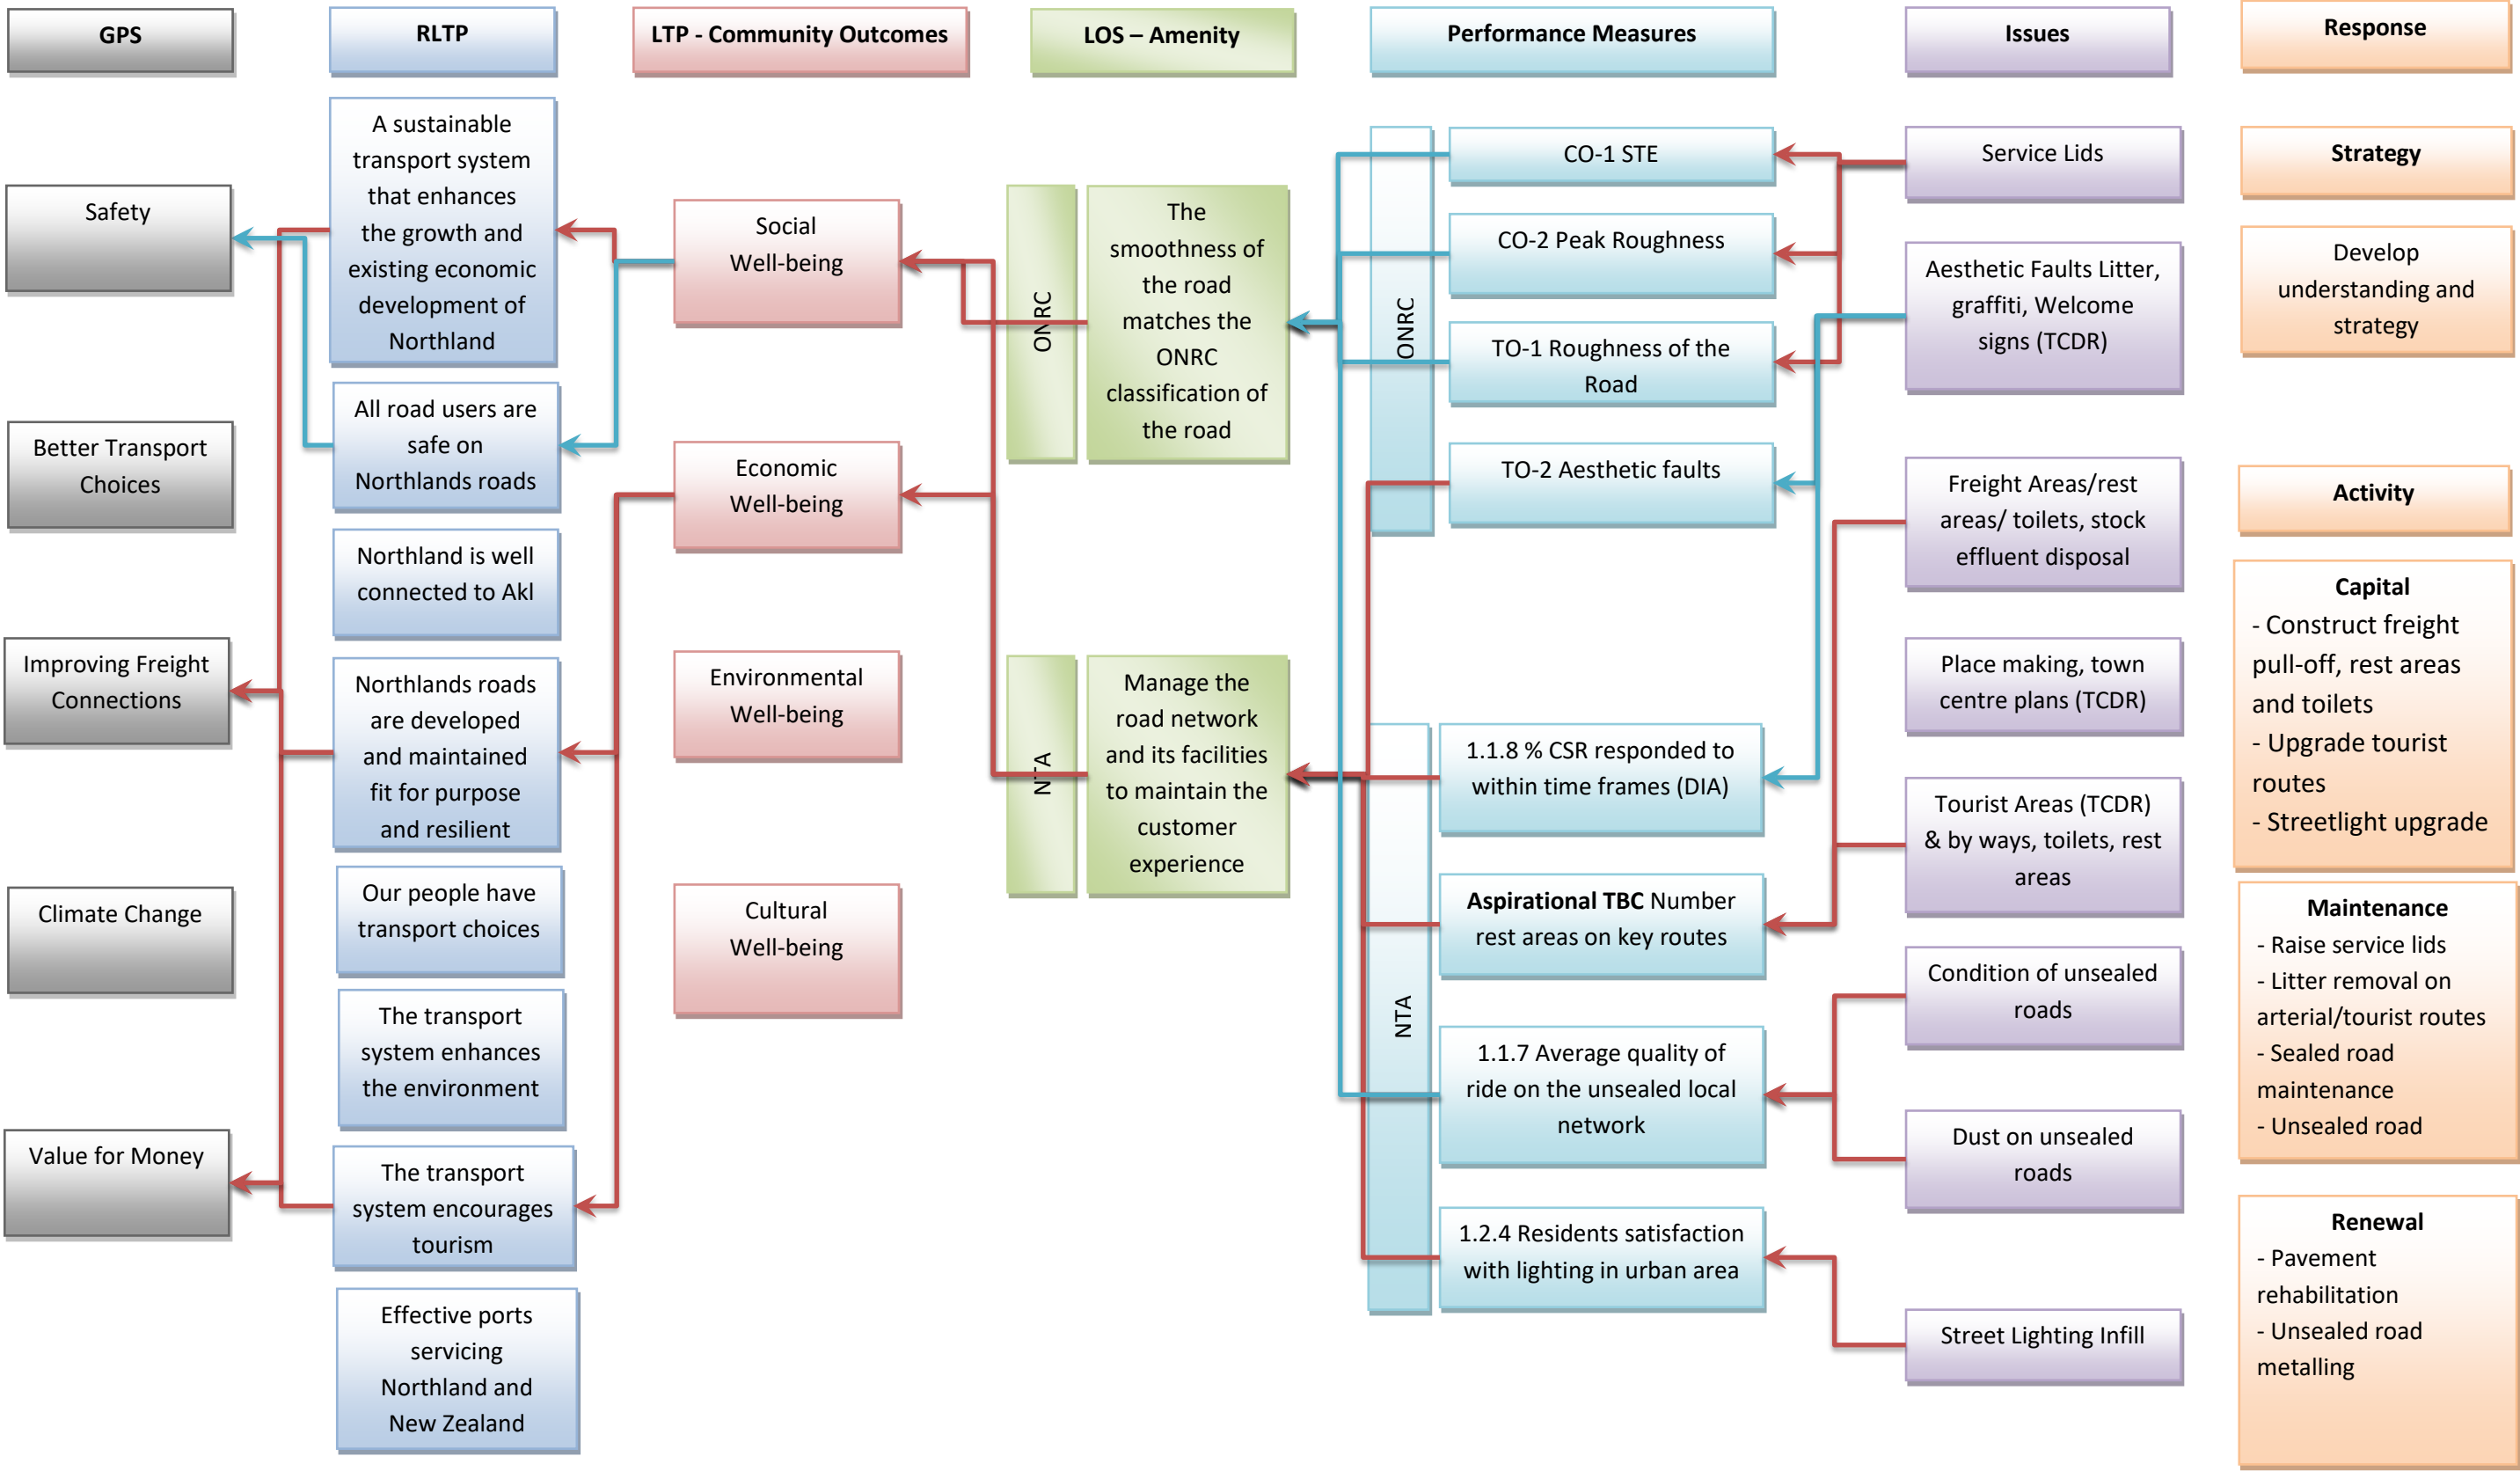 GPS
RLTP
LTP - Community Outcomes
LOS – Amenity
Performance Measures
Issues
Response
Safety
Better Transport
Choices
Improving Freight
Connections
Climate Change
Value for Money
A sustainable
transport system
that enhances
the growth and
existing economic
development of
Northland
All road users are
safe on
Northlands roads
Northland is well
connected to Akl
Northlands roads
are developed
and maintained
fit for purpose
and resilient
Our people have
transport choices
The transport
system enhances
the environment
The transport
system encourages
tourism
Effective ports
servicing
Northland and
New Zealand
Social
Well-being
Economic
Well-being
Environmental
Well-being
Cultural
Well-being
ONRC
The
smoothness of
the road
matches the
ONRC
classification of
the road
NTA
Manage the
road network
and its facilities
to maintain the
customer
experience
ONRC
CO-1 STE
CO-2 Peak Roughness
TO-1 Roughness of the
Road
TO-2 Aesthetic faults
NTA
1.1.8 % CSR responded to
within time frames (DIA)
Aspirational TBC Number
rest areas on key routes
1.1.7 Average quality of
ride on the unsealed local
network
1.2.4 Residents satisfaction
with lighting in urban area
Service Lids
Aesthetic Faults Litter,
graffiti, Welcome
signs (TCDR)
Freight Areas/rest
areas/ toilets, stock
effluent disposal
Place making, town
centre plans (TCDR)
Tourist Areas (TCDR)
& by ways, toilets, rest
areas
Condition of unsealed
roads
Dust on unsealed
roads
Street Lighting Infill
Strategy
Develop
understanding and
strategy
Activity
Capital
- Construct freight
pull-off, rest areas
and toilets
- Upgrade tourist
routes
- Streetlight upgrade
Maintenance
- Raise service lids
- Litter removal on
arterial/tourist routes
- Sealed road
maintenance
- Unsealed road
Renewal
- Pavement
rehabilitation
- Unsealed road
metalling